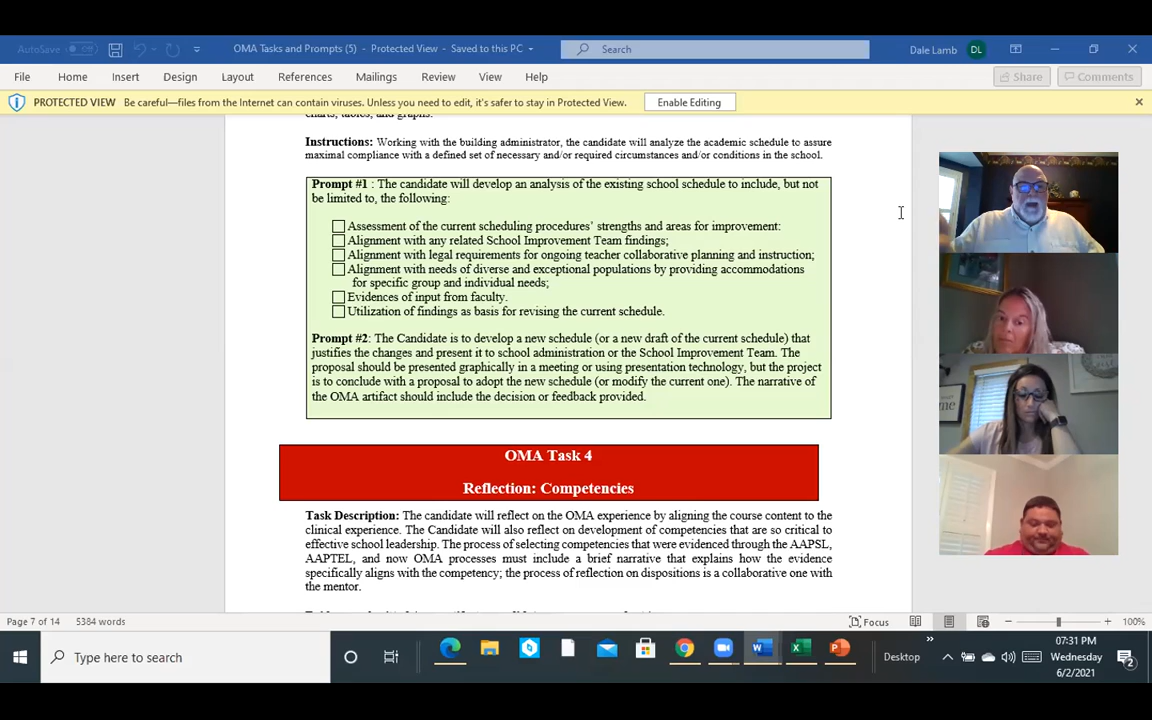 AutoSave
Off
OMA Tasks and Prompts (5) - Protected View - Saved to this PC
Search
Dale Lamb
DL
File Home Insert Design Layout References Mailings Review View Help
Share
Comments
PROTECTED VIEW Be careful—files from the Internet can contain viruses. Unless you need to edit, it's safer to stay in Protected View.
Enable Editing
charts, tables, and graphs.
Instructions: Working with the building administrator, the candidate will analyze the academic schedule to assure
maximal compliance with a defined set of necessary and/or required circumstances and/or conditions in the school.
Prompt #1 : The candidate will develop an analysis of the existing school schedule to include, but not
be limited to, the following:
Assessment of the current scheduling procedures' strengths and areas for improvement:
Alignment with any related School Improvement Team findings;
Alignment with legal requirements for ongoing teacher collaborative planning and instruction;
Alignment with needs of diverse and exceptional populations by providing accommodations
for specific group and individual needs;
Evidences of input from faculty.
Utilization of findings as basis for revising the current schedule.
Prompt #2: The Candidate is to develop a new schedule (or a new draft of the current schedule) that
justifies the changes and present it to school administration or the School Improvement Team. The
proposal should be presented graphically in a meeting or using presentation technology, but the project
is to conclude with a proposal to adopt the new schedule (or modify the current one). The narrative of
the OMA artifact should include the decision or feedback provided.
OMA Task 4
Reflection: Competencies
Task Description: The candidate will reflect on the OMA experience by aligning the course content to the
clinical experience. The Candidate will also reflect on development of competencies that are so critical to
effective school leadership. The process of selecting competencies that were evidenced through the AAPSL,
AAPTEL, and now OMA processes must include a brief narrative that explains how the evidence
specifically aligns with the competency; the process of reflection on dispositions is a collaborative one with
the mentor.
Page 7 of 14
5384 words
Focus
100%
Type here to search
Desktop
07:31 PM
Wednesday
6/2/2021
2